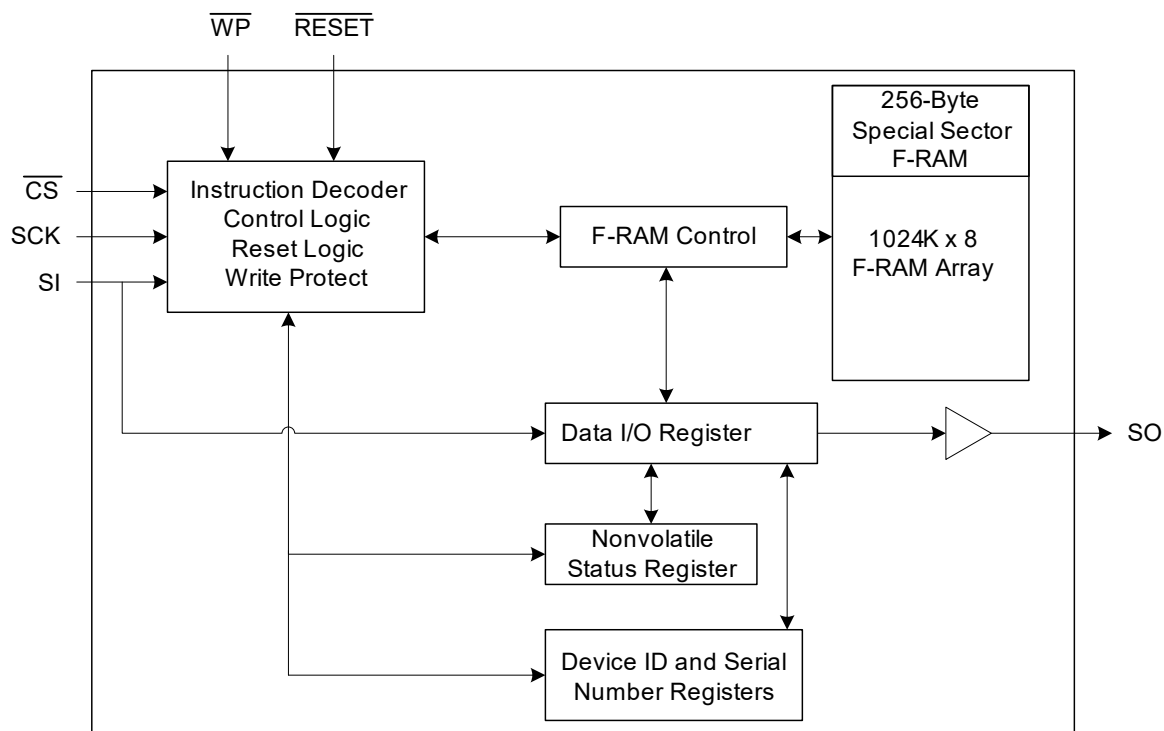 WP
RESET
256-Byte
Special Sector
F-RAM
CS
SCK
SI
Instruction Decoder
Control Logic
Reset Logic
Write Protect
F-RAM Control
1024K x 8
F-RAM Array
Data I/O Register
SO
Nonvolatile
Status Register
Device ID and Serial
Number Registers